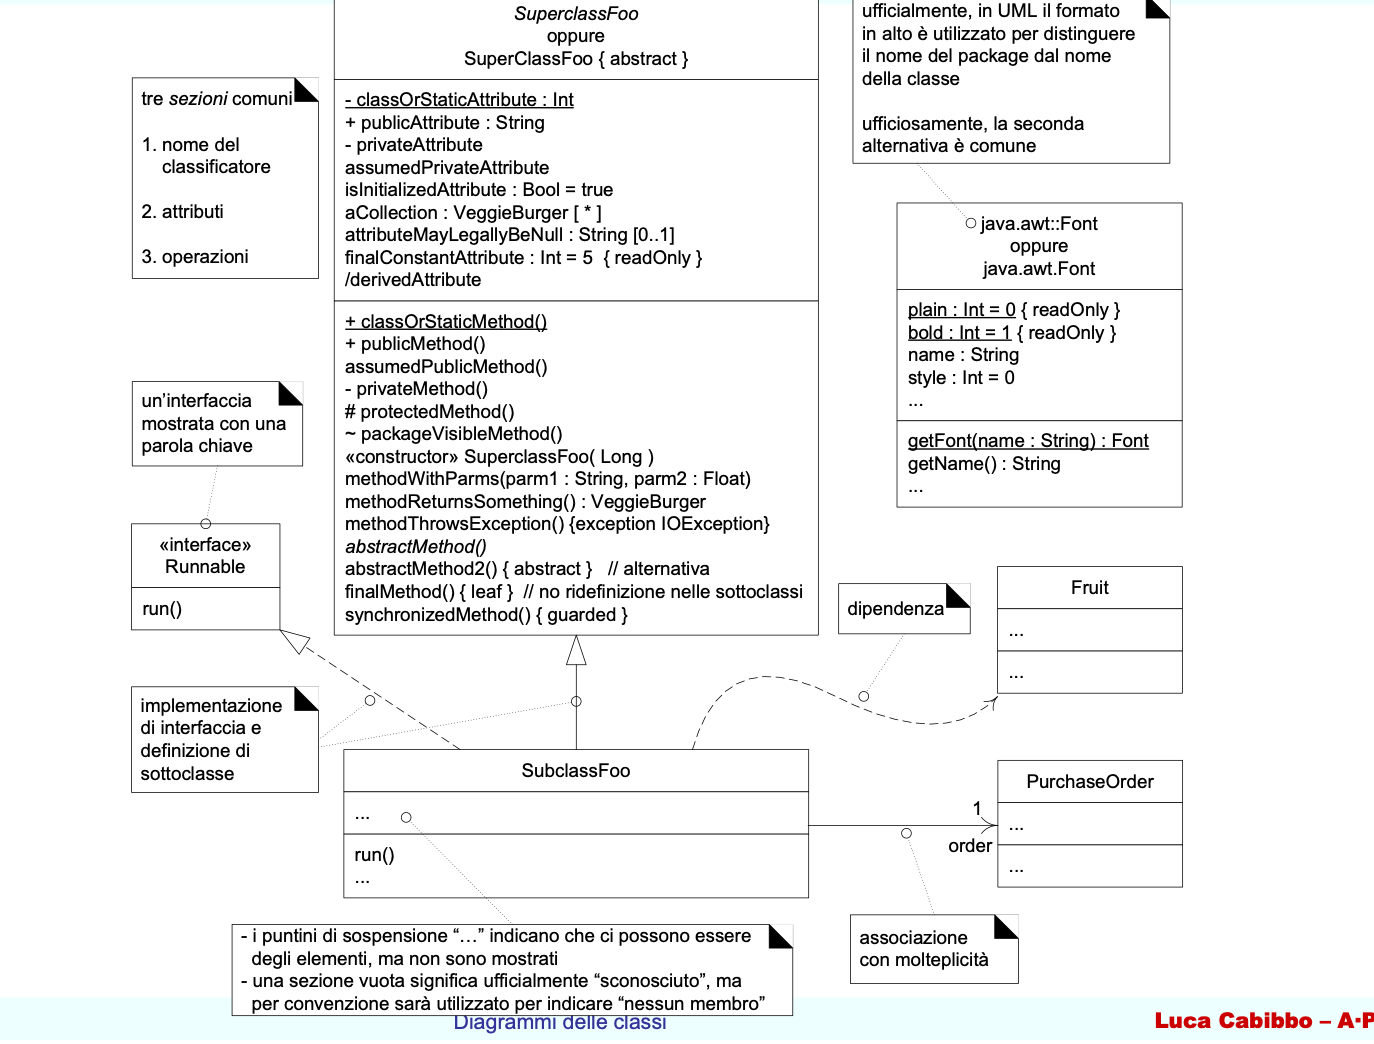 SuperclassFoo
oppure
SuperClassFoo { abstract }
- classOrStaticAttribute : Int
+ publicAttribute : String
- privateAttribute
assumedPrivateAttribute
isInitializedAttribute : Bool = true
aCollection : VeggieBurger [ * ]
attributeMayLegallyBeNull : String [0..1]
finalConstantAttribute : Int = 5 { readOnly }
/derivedAttribute
+ classOrStaticMethod()
+ publicMethod()
assumedPublicMethod()
- privateMethod()
# protectedMethod()
~ packageVisibleMethod()
«constructor» SuperclassFoo( Long )
methodWithParms(parm1 : String, parm2 : Float)
methodReturnsSomething() : VeggieBurger
methodThrowsException() {exception IOException}
abstractMethod()
abstractMethod2() { abstract } // alternativa
finalMethod() { leaf } // no ridefinizione nelle sottoclassi
synchronizedMethod() { guarded }
tre sezioni comuni
1. nome del
classificatore
2. attributi
3. operazioni
ufficialmente, in UML il formato
in alto è utilizzato per distinguere
il nome del package dal nome
della classe
ufficiosamente, la seconda
alternativa è comune
java.awt::Font
oppure
java.awt.Font
plain : Int = 0 { readOnly }
bold : Int = 1 { readOnly }
name : String
style : Int = 0
...
getFont(name : String) : Font
getName() : String
...
un’interfaccia
mostrata con una
parola chiave
«interface»
Runnable
run()
implementazione
di interfaccia e
definizione di
sottoclasse
dipendenza
Fruit
...
...
SubclassFoo
...
run()
...
1
order
PurchaseOrder
...
...
associazione
con molteplicità
- i puntini di sospensione “…” indicano che ci possono essere
degli elementi, ma non sono mostrati
- una sezione vuota significa ufficialmente “sconosciuto”, ma
per convenzione sarà utilizzato per indicare “nessun membro”
Diagrammi delle classi
Luca Cabibbo – A·P